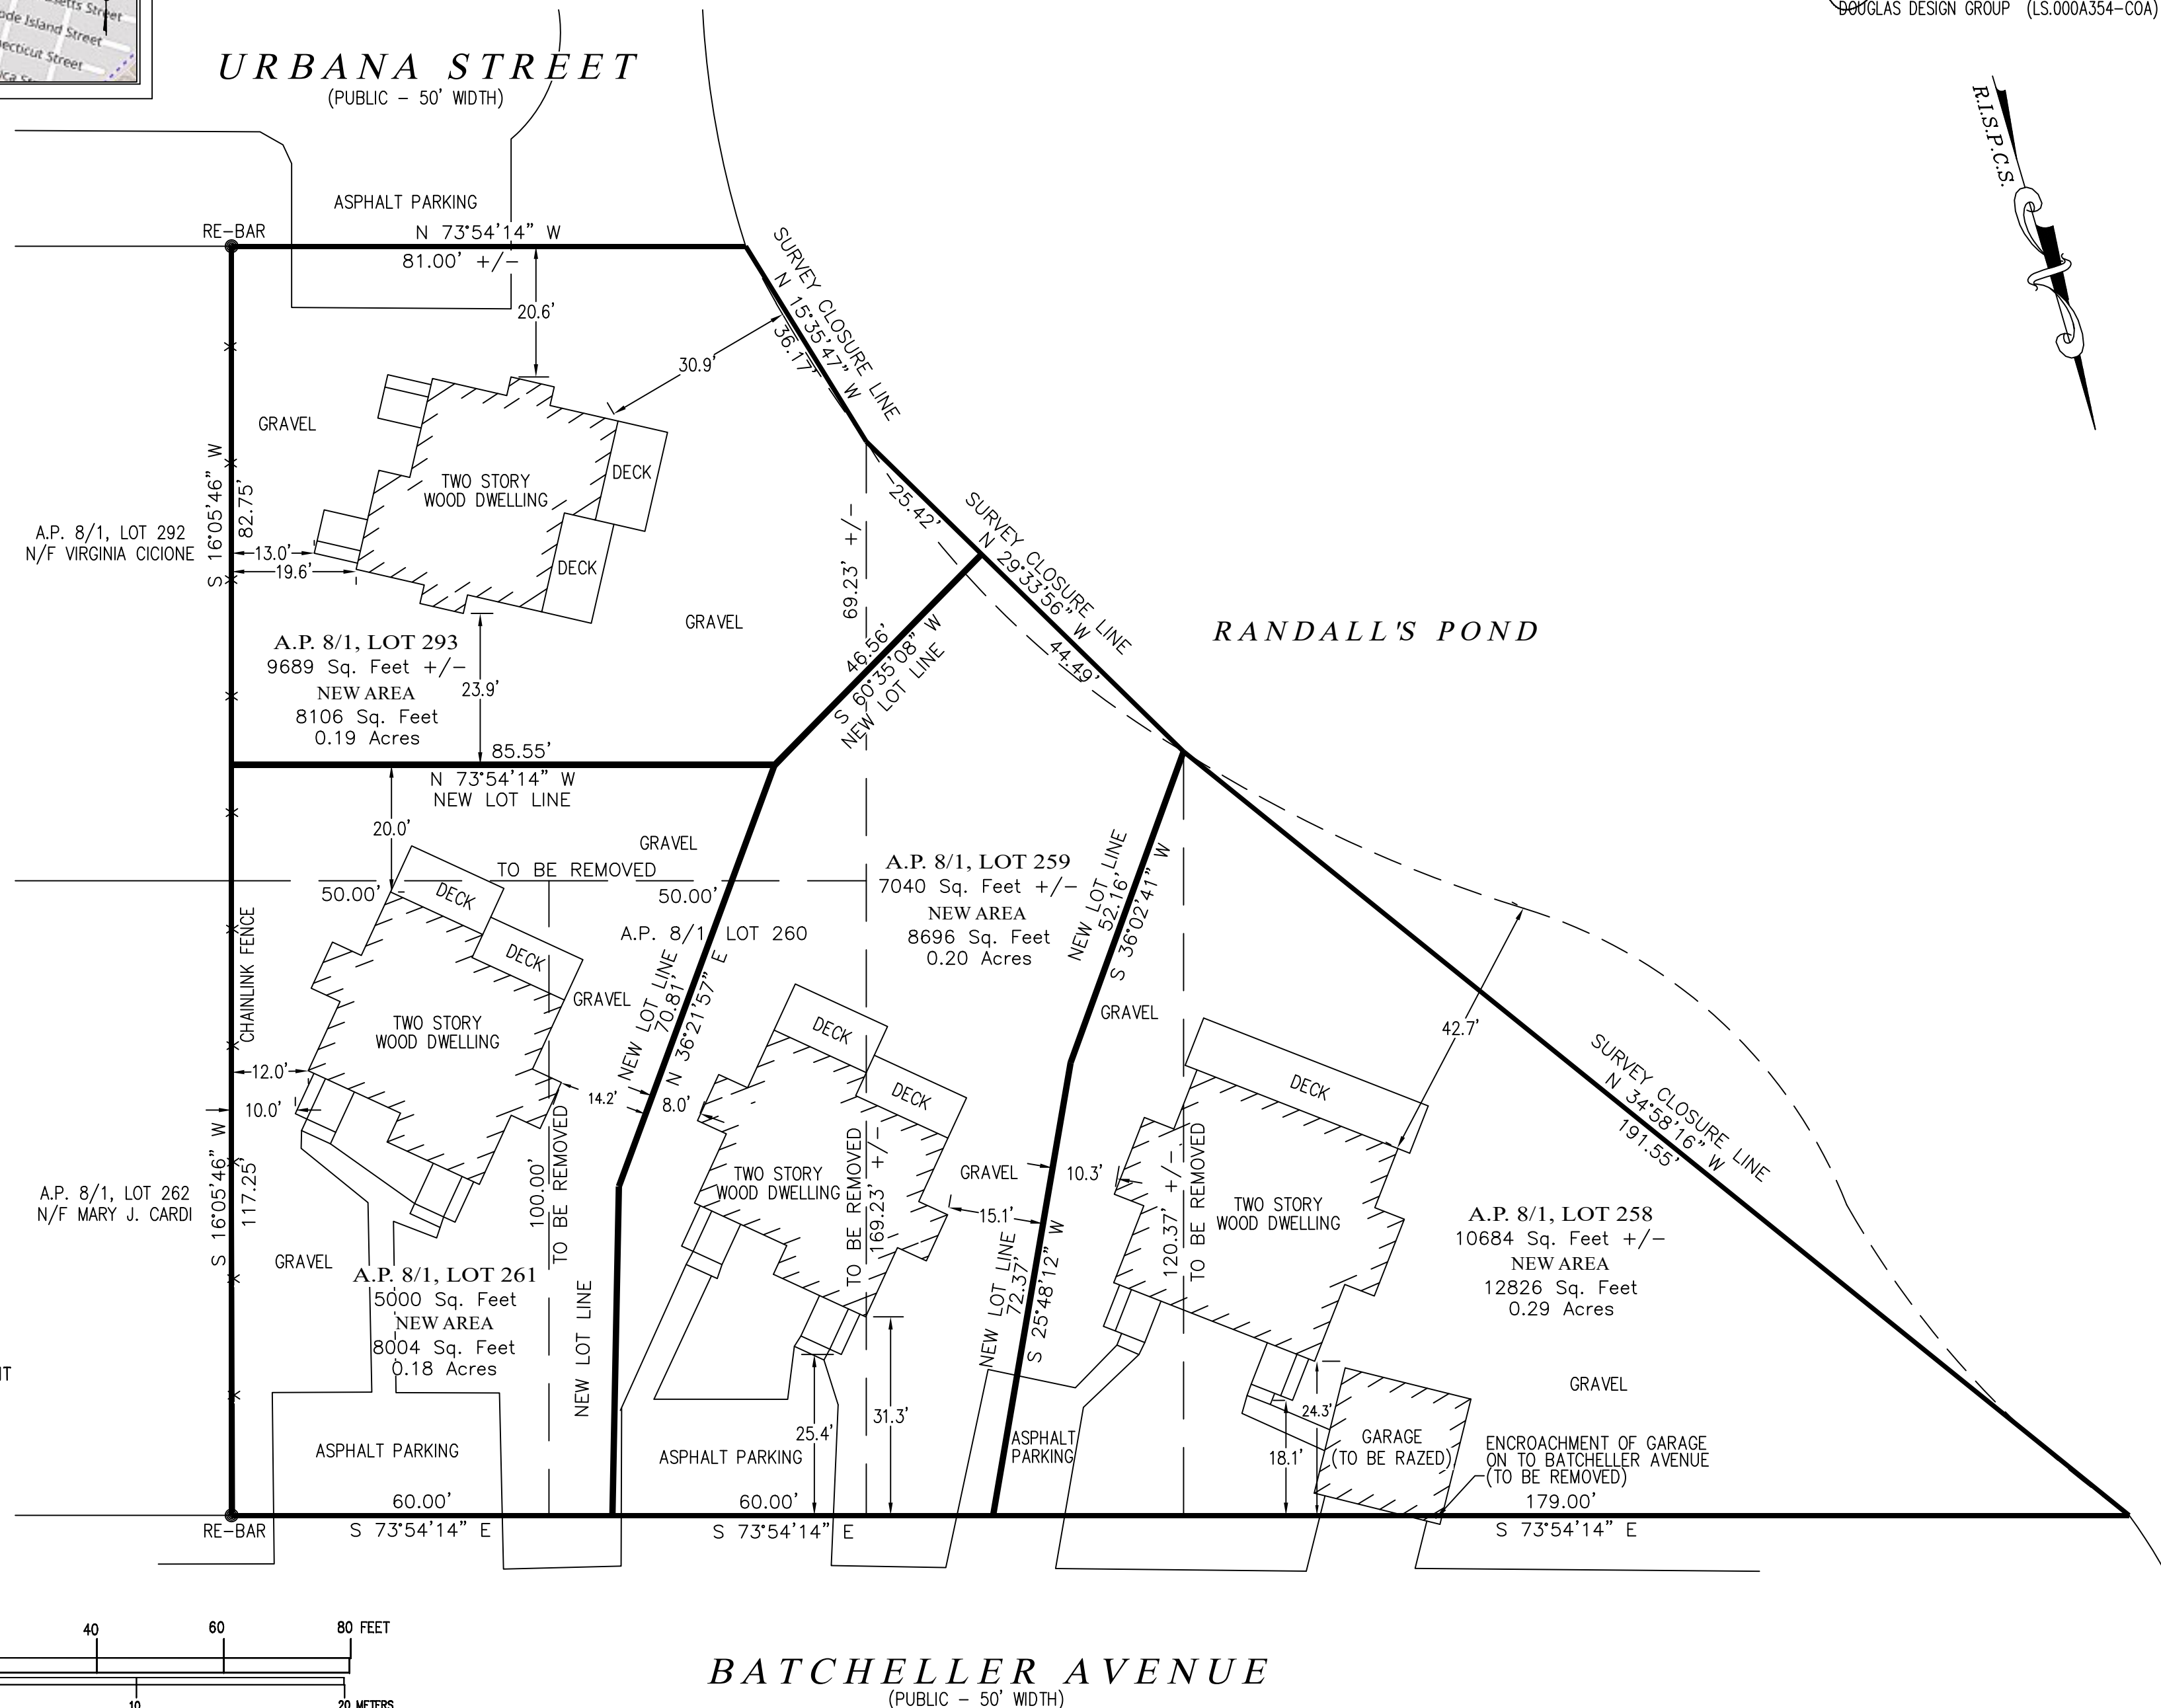 etts Street
ode Island Street
ecticut Street
ica St
DOUGLAS DESIGN GROUP (LS.000A354-COA)
URBANA STREET
(PUBLIC - 50' WIDTH)
R.I.S.P.C.S.
ASPHALT PARKING
RE-BAR
N 73°54'14" W
81.00' +/-
20.6'
SURVEY CLOSURE LINE
N 15°35'47" W
36.17'
30.9'
GRAVEL
TWO STORY
WOOD DWELLING
DECK
DECK
S 16°05'46" W
82.75'
A.P. 8/1, LOT 292
N/F VIRGINIA CICIONE
13.0'
19.6'
69.23' +/-
25.42'
SURVEY CLOSURE LINE
N 29°33'56" W
44.49'
GRAVEL
RANDALL'S POND
A.P. 8/1, LOT 293
9689 Sq. Feet +/-
NEW AREA
8106 Sq. Feet
0.19 Acres
23.9'
46.56'
S 60°35'08" W
NEW LOT LINE
85.55'
N 73°54'14" W
NEW LOT LINE
20.0'
GRAVEL
TO BE REMOVED
50.00'
50.00'
A.P. 8/1, LOT 260
A.P. 8/1, LOT 259
7040 Sq. Feet +/-
NEW AREA
8696 Sq. Feet
0.20 Acres
NEW LOT LINE
52.16'
S 36°02'41" W
CHAINLINK FENCE
DECK
DECK
GRAVEL
TWO STORY
WOOD DWELLING
NEW LOT LINE
70.81'
N 36°21'57" E
12.0'
10.0'
14.2'
8.0'
DECK
DECK
GRAVEL
DECK
42.7'
SURVEY CLOSURE LINE
N 34°58'16" W
191.55'
A.P. 8/1, LOT 262
N/F MARY J. CARDI
S 16°05'46" W
117.25'
100.00'
TO BE REMOVED
TWO STORY
WOOD DWELLING
TO BE REMOVED
169.23' +/-
GRAVEL
10.3'
15.1'
120.37' +/-
TO BE REMOVED
TWO STORY
WOOD DWELLING
A.P. 8/1, LOT 258
10684 Sq. Feet +/-
NEW AREA
12826 Sq. Feet
0.29 Acres
GRAVEL
A.P. 8/1, LOT 261
5000 Sq. Feet
NEW AREA
8004 Sq. Feet
0.18 Acres
NEW LOT LINE
NEW LOT LINE
72.37'
S 25°48'12" W
31.3'
25.4'
24.3'
18.1'
GRAVEL
GARAGE
(TO BE RAZED)
ENCROACHMENT OF GARAGE
ON TO BATCHELLER AVENUE
(TO BE REMOVED)
ASPHALT PARKING
ASPHALT PARKING
ASPHALT
PARKING
60.00'
60.00'
179.00'
RE-BAR
S 73°54'14" E
S 73°54'14" E
S 73°54'14" E
40 60 80 FEET
10 20 METERS
BATCHELLER AVENUE
(PUBLIC - 50' WIDTH)